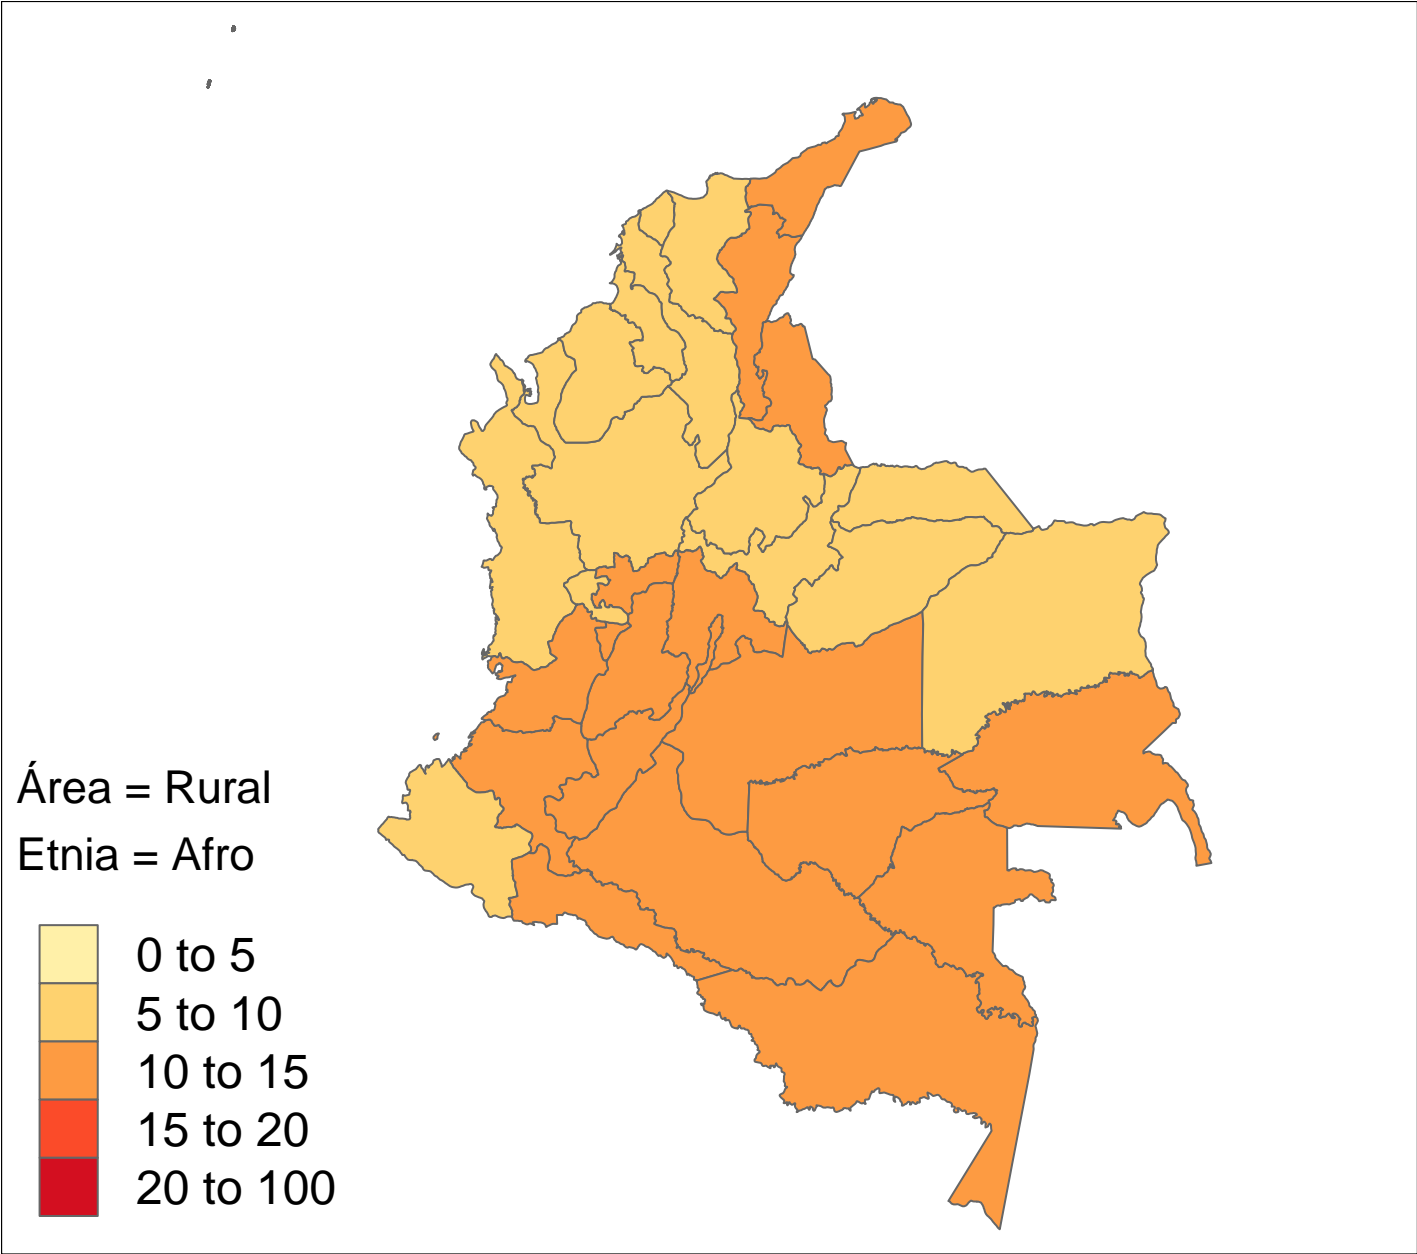 Área = Rural
Etnia = Afro
0 to 5
5 to 10
10 to 15
15 to 20
20 to 100